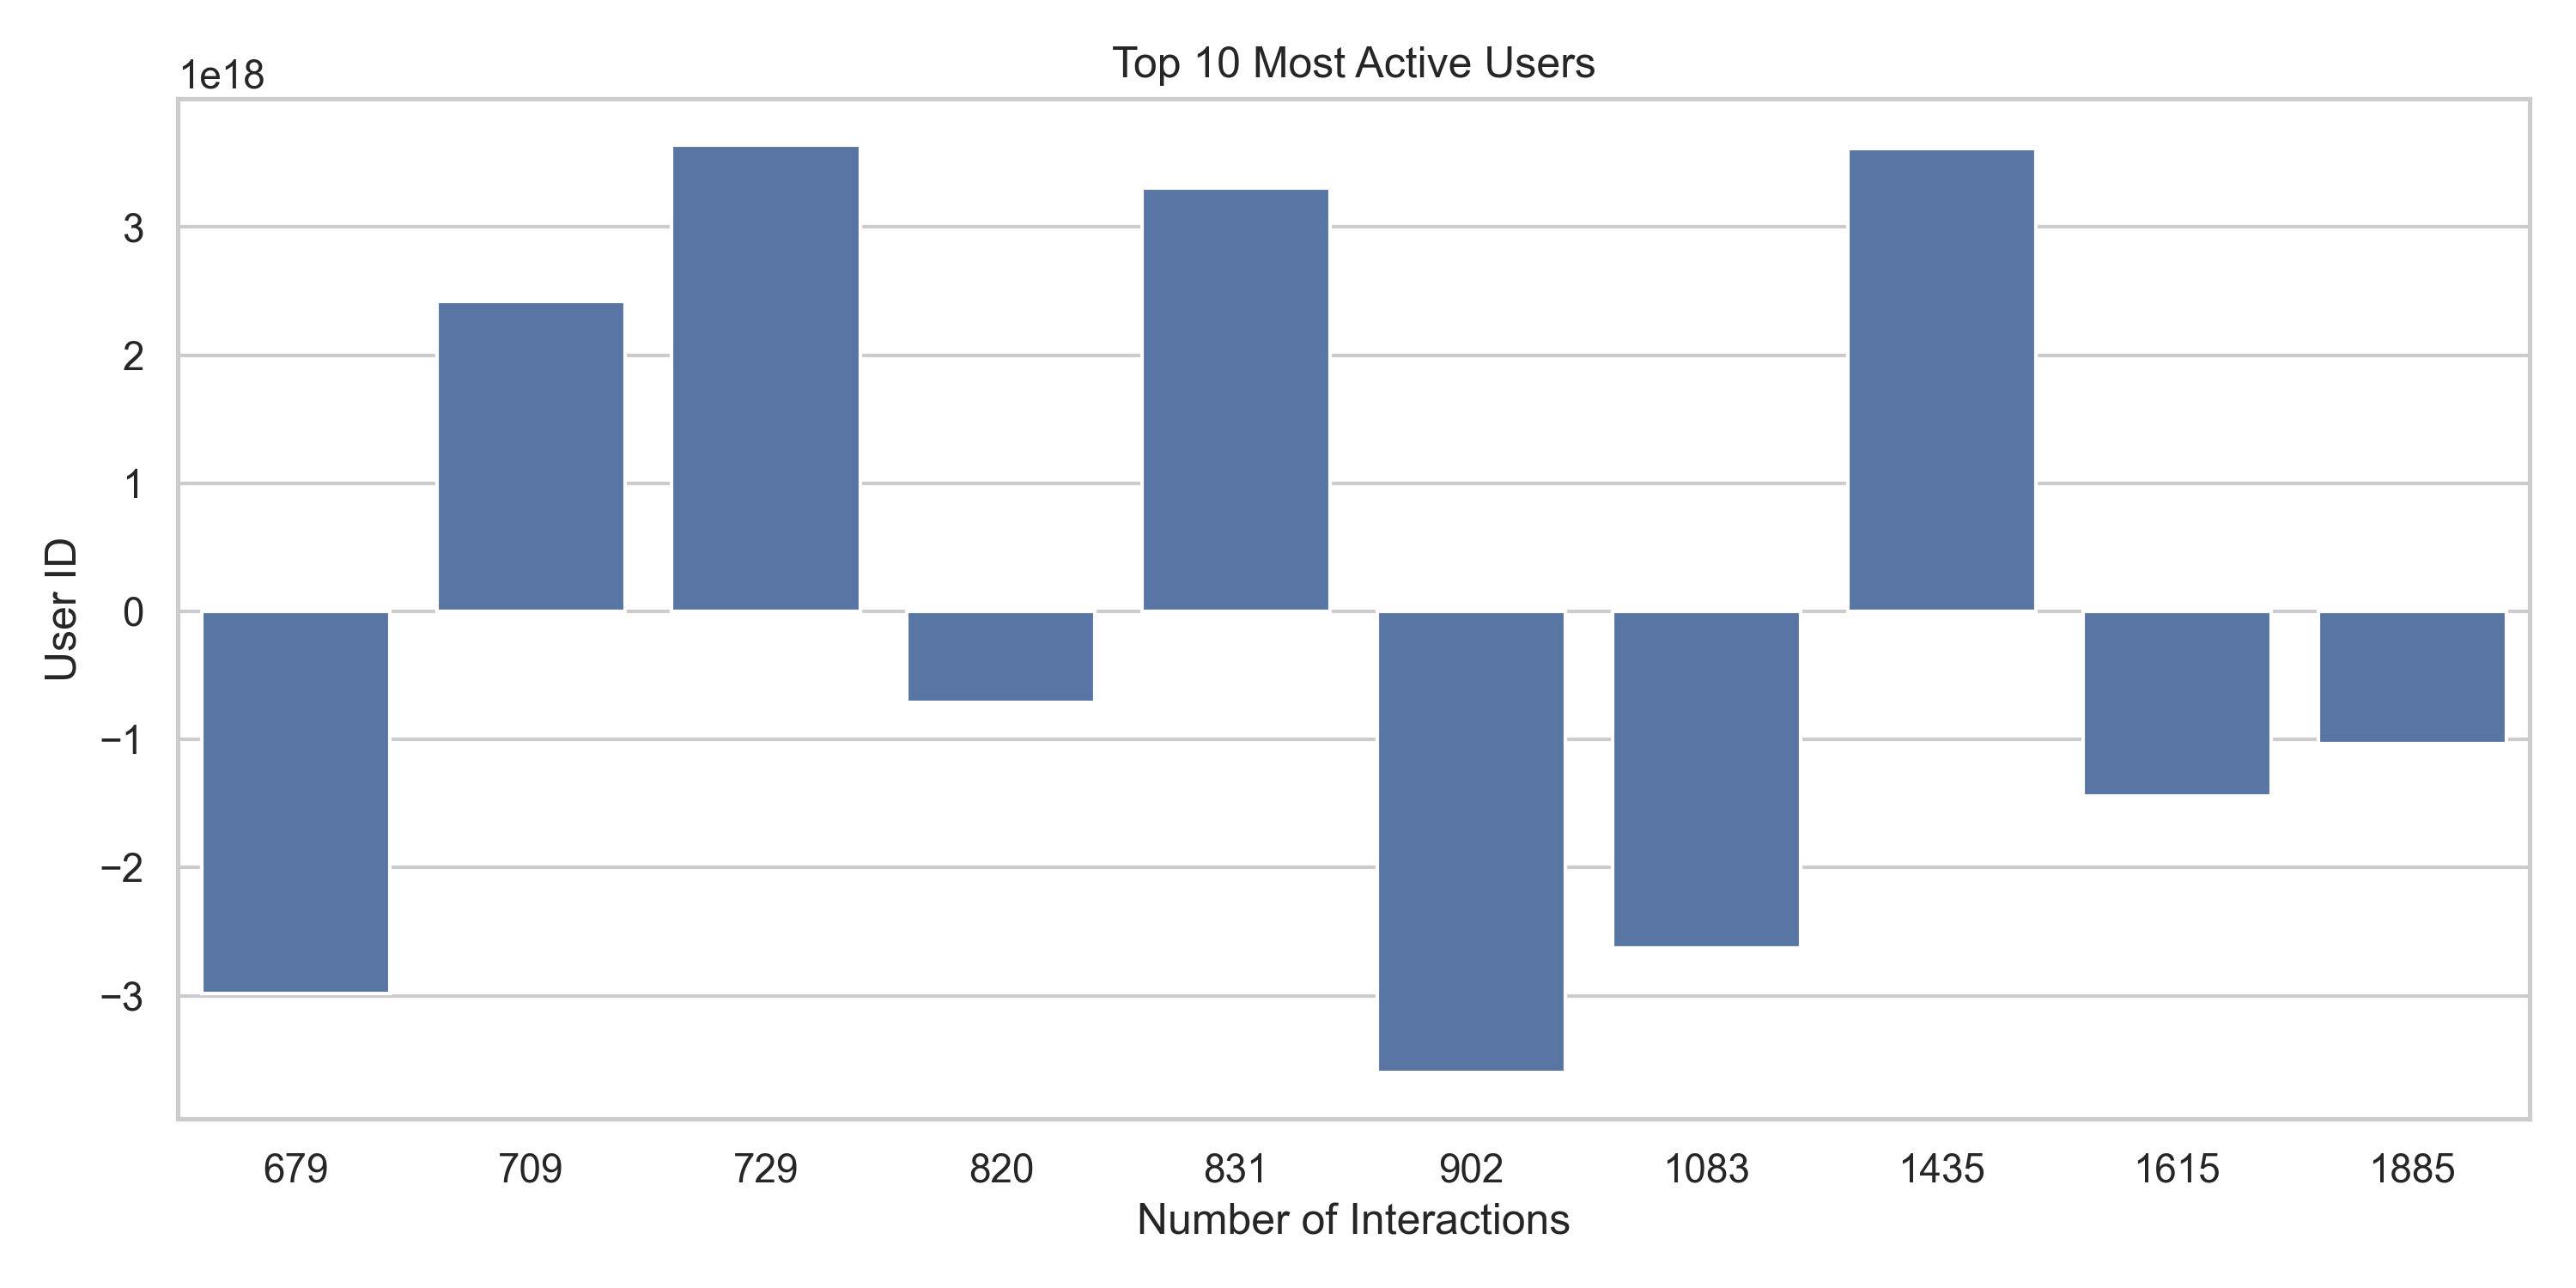 Top 10 Most Active Users
1e18
3
2
1
0
−1
−2
−3
User ID
679 709 729 820 831 902 1083 1435 1615 1885
Number of Interactions